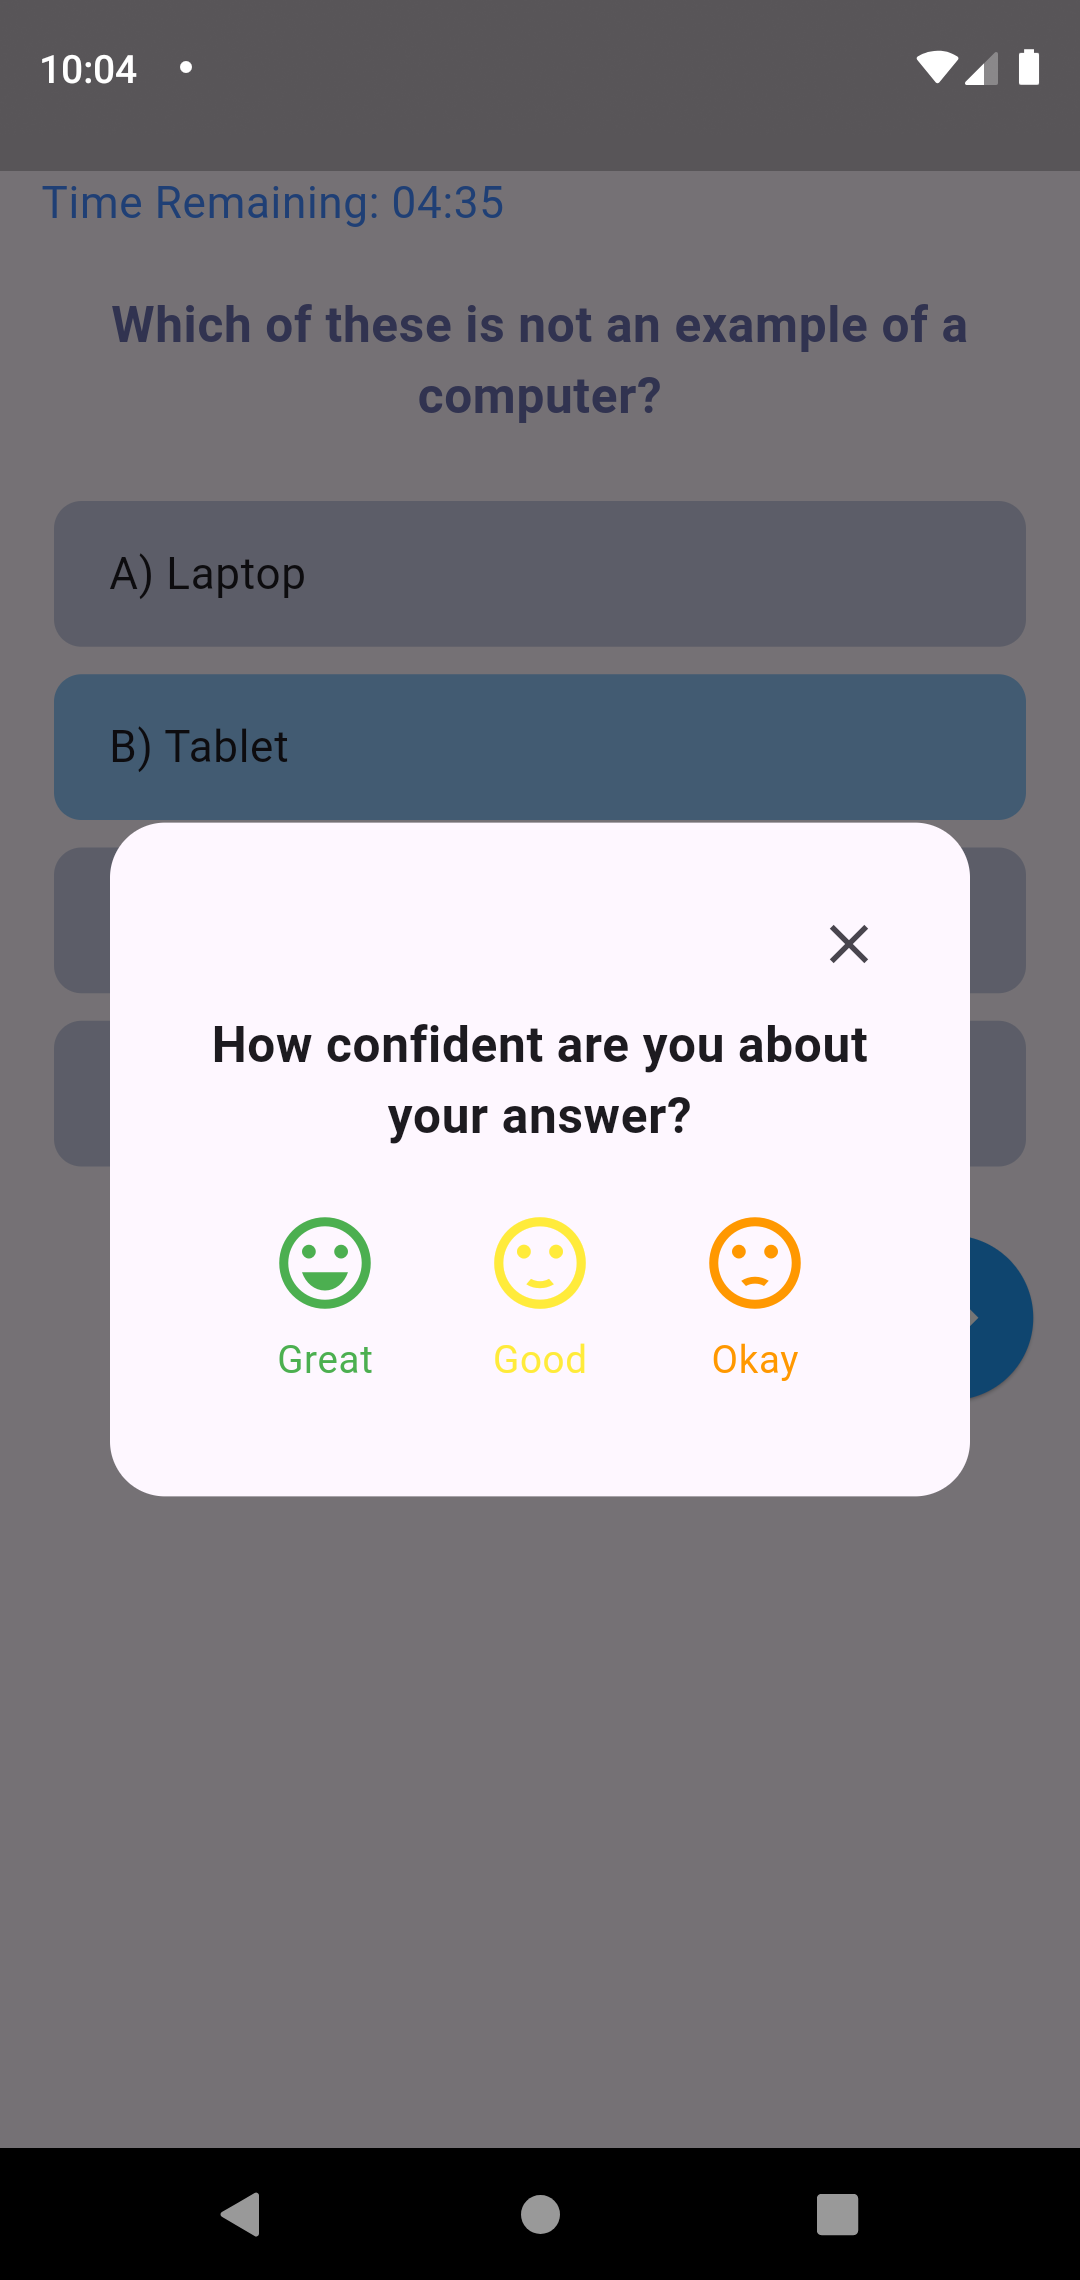 10:04
Time Remaining: 04:35
Which of these is not an example of a
computer?
A) Laptop
B) Tablet
How confident are you about
your answer?
Great
Good
Okay